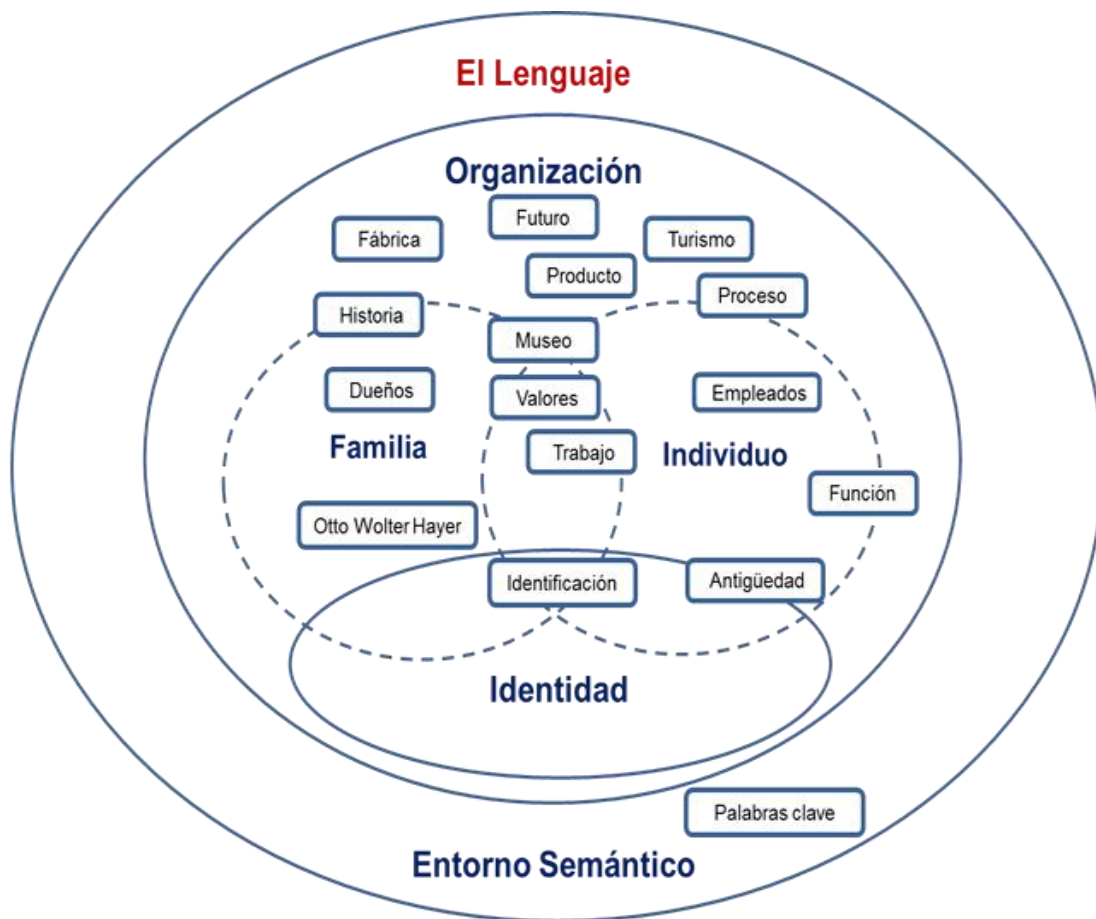 El Lenguaje
Organización
Futuro
Fábrica
Turismo
Producto
Proceso
Historia
Museo
Dueños
Valores
Empleados
Familia
Trabajo
Individuo
Función
Otto Wolter Hayer
Identificación
Antigüedad
Identidad
Palabras clave
Entorno Semántico